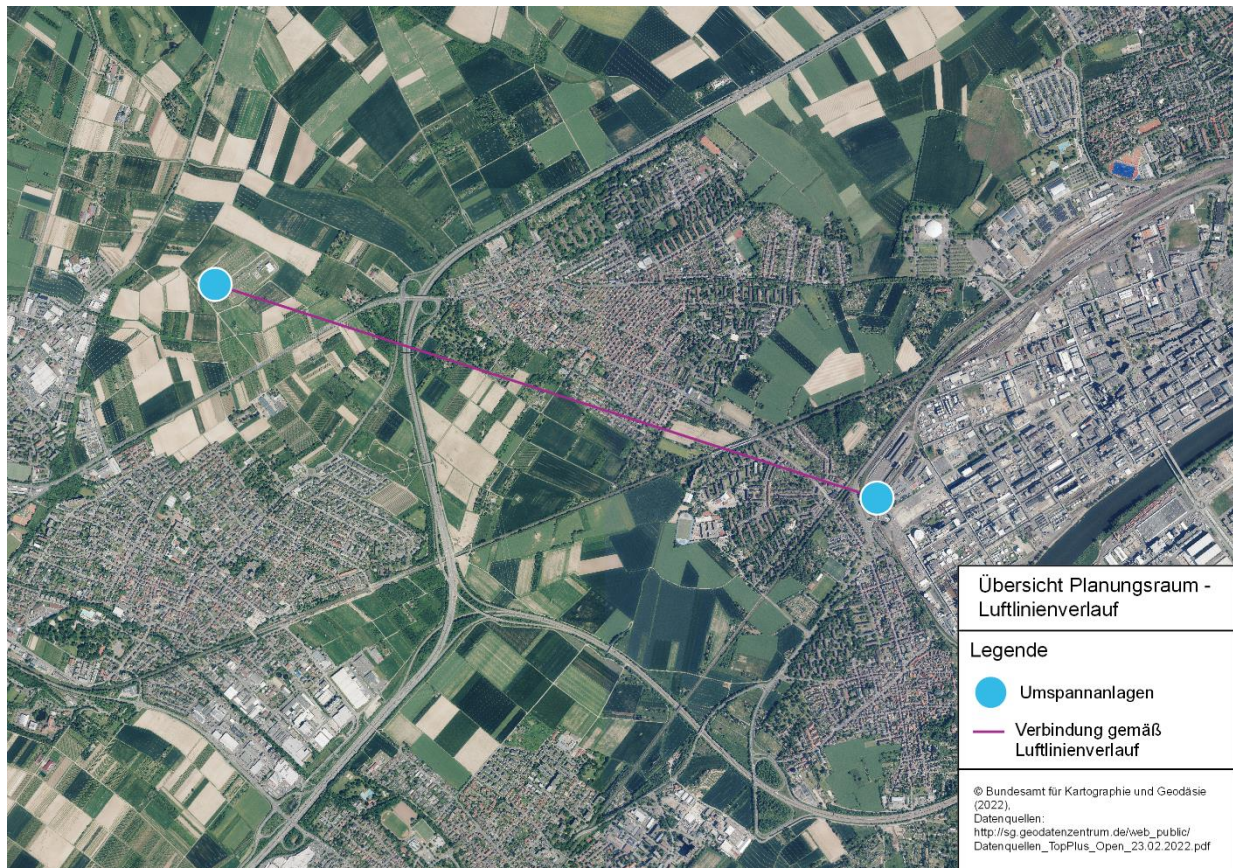 Übersicht Planungsraum -
Luftlinienverlauf
Legende
Umspannanlagen
Verbindung gemäß
Luftlinienverlauf
© Bundesamt für Kartographie und Geodäsie
(2022),
Datenquellen:
http://sg.geodatenzentrum.de/web_public/
Datenquellen_TopPlus_Open_23.02.2022.pdf